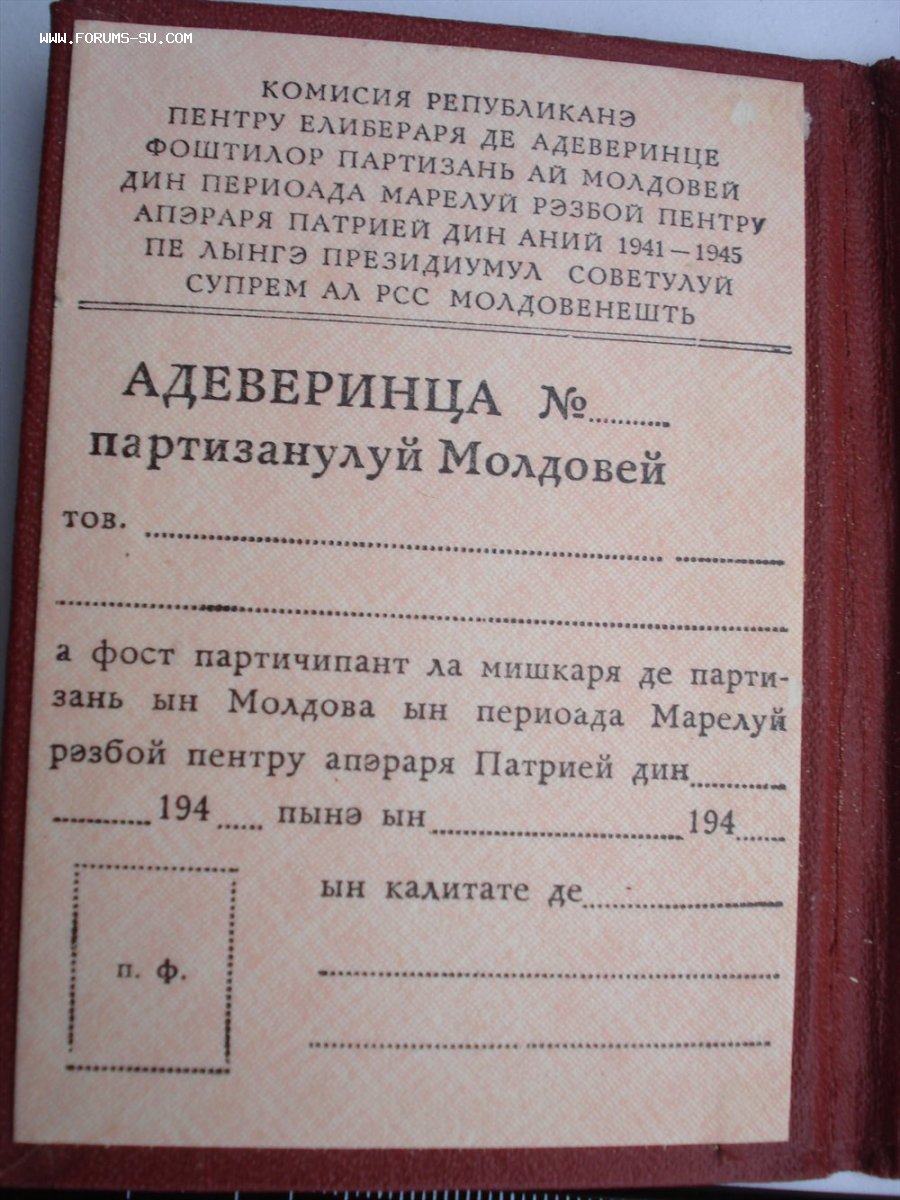 www.forums-su.com
КОМИСИЯ РЕПУБЛИКАНЭ
ПЕНТРУ ЕЛИБЕРАРЯ ДЕ АДЕВЕРИНЦЕ
ФОШТИЛОР ПАРТИЗАНЬ АЙ МОЛДОВЕЙ
ДИН ПЕРИОАДА МАРЕЛУЙ РЭЗБОЙ ПЕНТРУ
АПЭРАРЯ ПАТРИЕЙ ДИН АНИЙ 1941—1945
ПЕ ЛЫНГЭ ПРЕЗИДИУМУЛ СОВЕТУЛУЙ
СУПРЕМ АЛ РСС МОЛДОВЕНЕШТЬ
АДЕВЕРИНЦА №
партизанулуй Молдовей
тов.
а фост партичипант ла мишкаря де парти-
зань ын Молдова ын периоада Марелуй
рэзбой пентру апэраря Патрией дин
194 пынэ ын 194
ын калитате де
п. ф.